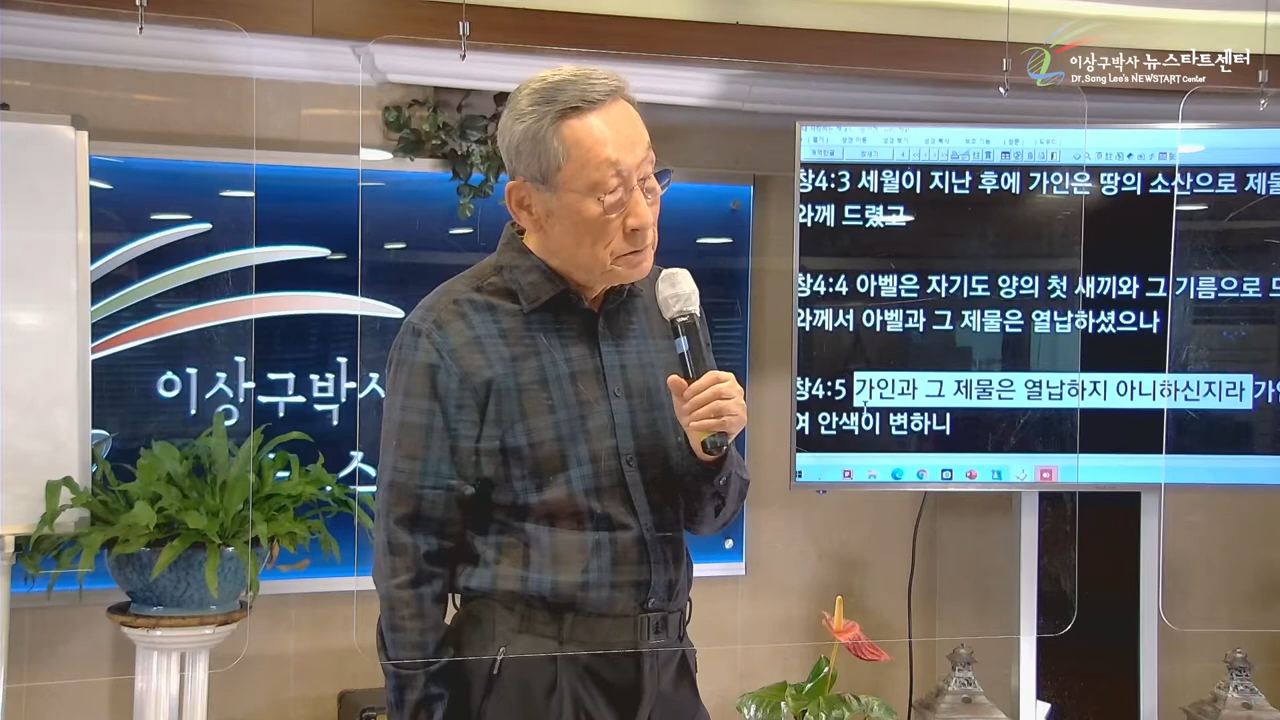 이상구박사 뉴스타트센터
Dr. Sang Lee's NEWSTART Center
창4:3 세월이 지난 후에 가인은 땅의 소산으로 제물
와께 드렸고
창4:4 아벨은 자기도 양의 첫 새끼와 그 기름으로
와께서 아벨과 그 제물은 열납하셨으나
창4:5 가인과 그 제물은 열납하지 아니하신지라 가인
여 안색이 변하니
이상구박사
스